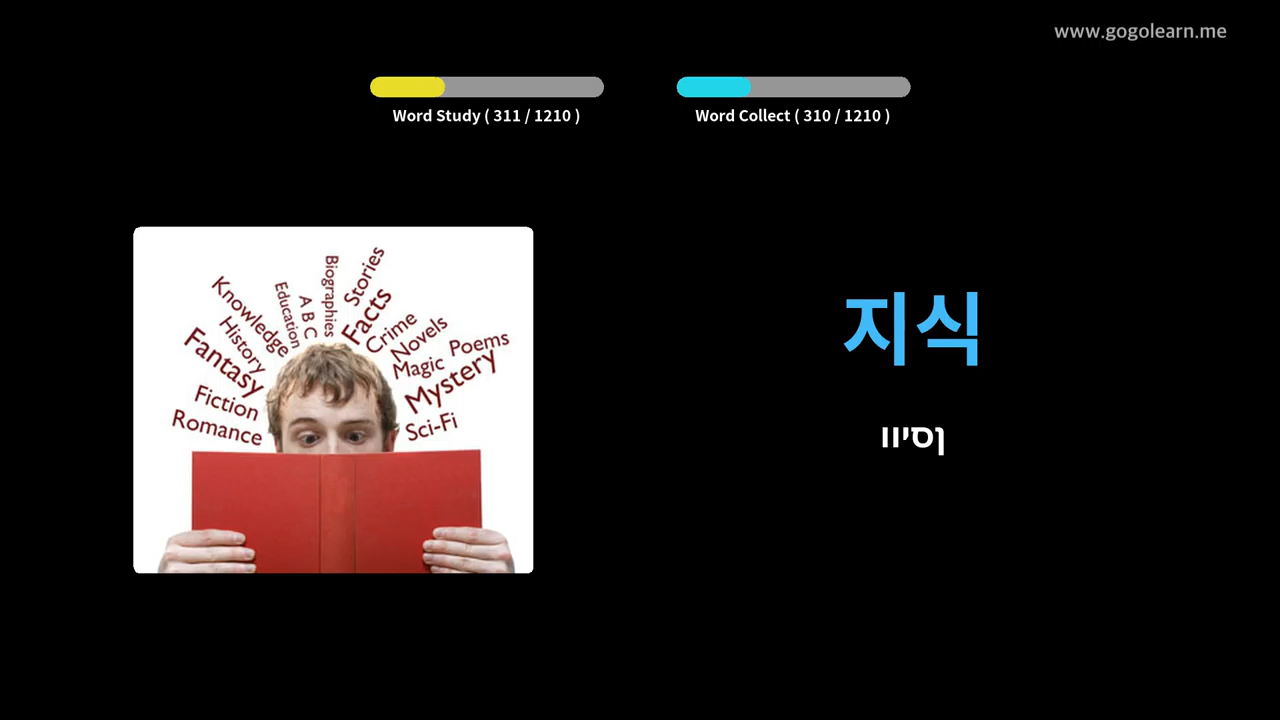 www.gogolearn.me
Word Study ( 311 / 1210 )
Word Collect ( 310 / 1210 )
Knowledge
History
Fantasy
Fiction
Romance
Education
A B C
Biographies
Stories
Facts
Crime
Novels
Magic
Poems
Mystery
Sci-Fi
지식
וויסן